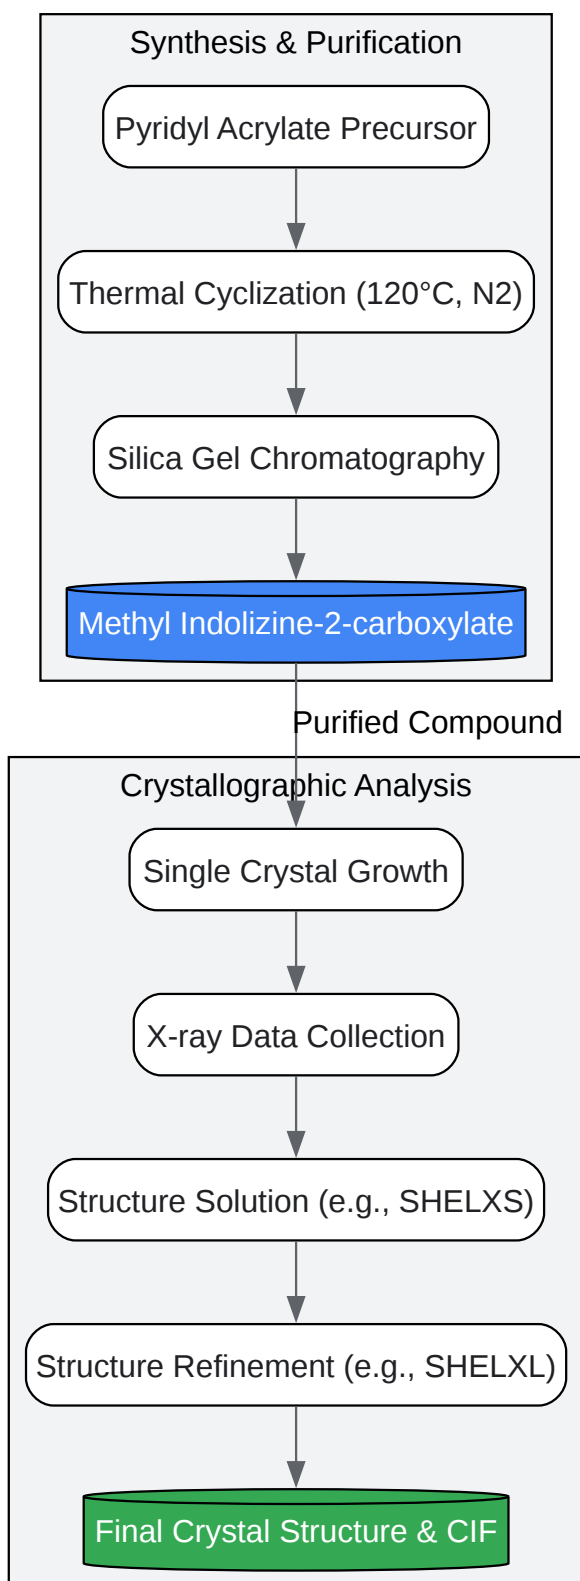 Synthesis & Purification
Pyridyl Acrylate Precursor
Thermal Cyclization (120°C, N2)
Silica Gel Chromatography
Methyl Indolizine-2-carboxylate
Purified Compound
Crystallographic Analysis
Single Crystal Growth
X-ray Data Collection
Structure Solution (e.g., SHELXS)
Structure Refinement (e.g., SHELXL)
Final Crystal Structure & CIF